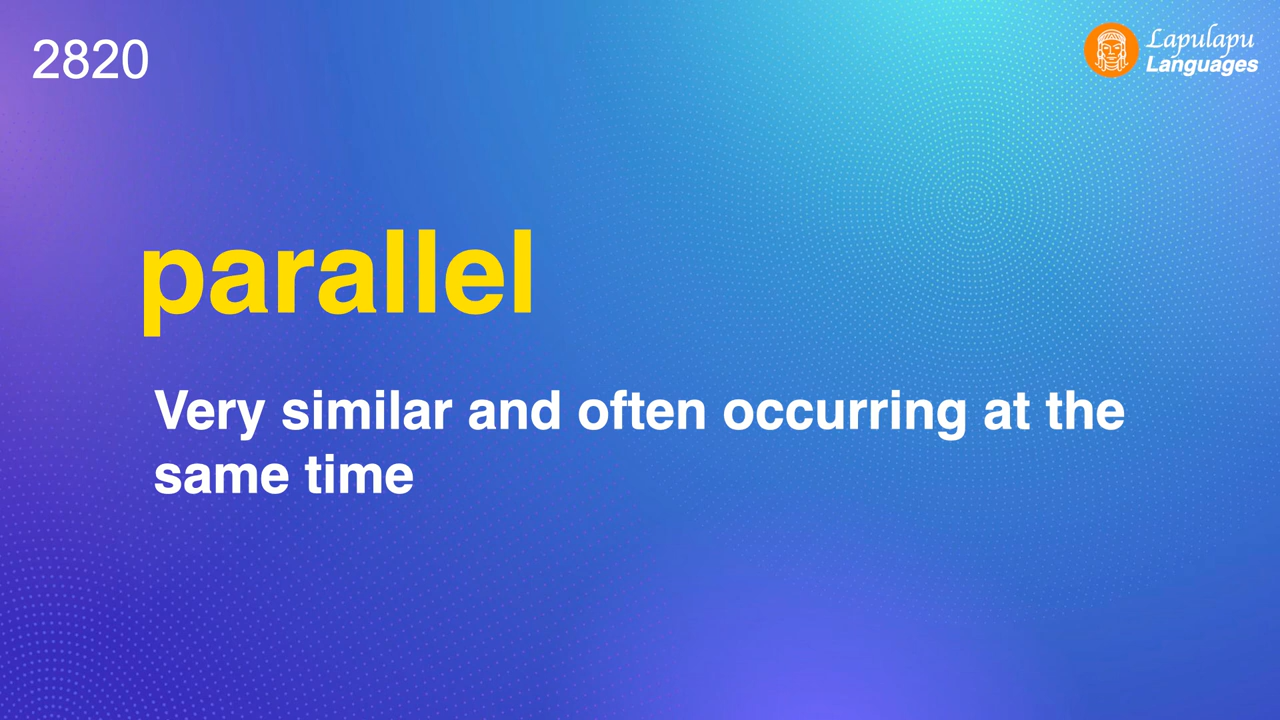 2820
Lapulapu
Languages
parallel
Very similar and often occurring at the
same time